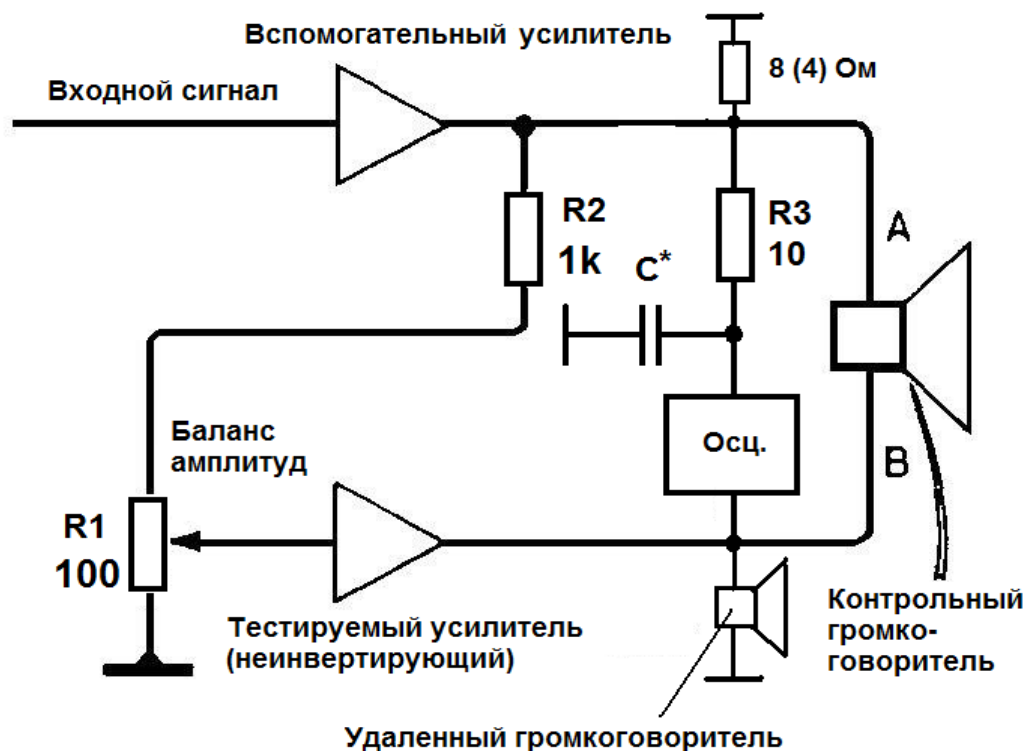 Вспомогательный усилитель
8 (4) Ом
Входной сигнал
R2
1k
R3
10
C*
A
Баланс
амплитуд
Осц.
B
R1
100
Тестируемый усилитель
(неинвертирующий)
Контрольный
громко-
говоритель
Удаленный громкоговоритель